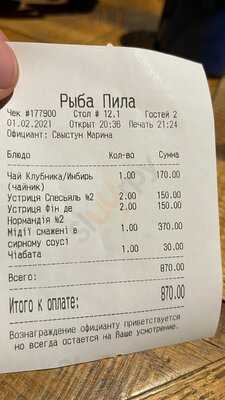 Рыба Пила
Чек #177900 Стол # 12.1 Гостей 2
01.02.2021 Открыт 20:36 Печать 21:24
Официант: Свыстун Марина
Блюдо Кол-во Сумма
Чай Клубника/Имбирь 1.00 170.00
(чайник)
Устриця Спесьяль №2 2.00 150.00
Устриця Фін де 2.00 150.00
Нормандія №2
Мідії смажені в 1.00 370.00
сирному соусі
Чіабата 1.00 30.00
Всего: 870.00
Итого к оплате: 870.00
Вознаграждение официанту приветствуется
но всегда остается на Ваше усмотрение.